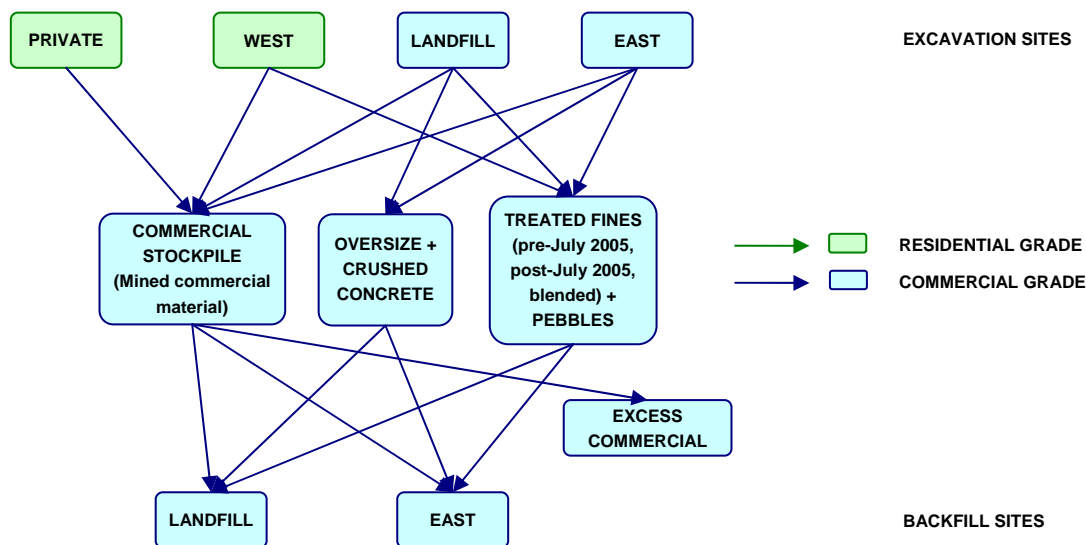 PRIVATE
WEST
LANDFILL
EAST
EXCAVATION SITES
COMMERCIAL
STOCKPILE
(Mined commercial
material)
OVERSIZE +
CRUSHED
CONCRETE
TREATED FINES
(pre-July 2005,
post-July 2005,
blended) +
PEBBLES
RESIDENTIAL GRADE
COMMERCIAL GRADE
EXCESS
COMMERCIAL
LANDFILL
EAST
BACKFILL SITES